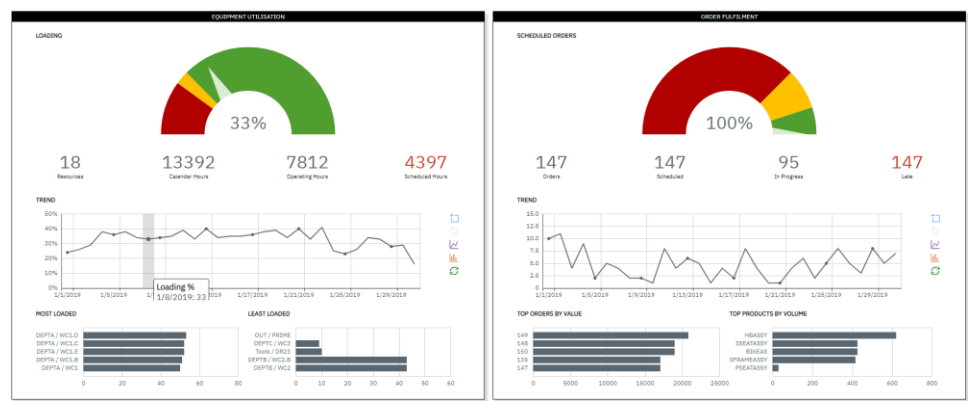 EQUIPMENT UTILISATION
LOADING
33%
18 13392 7812 4397
Resources Calendar Hours Operating Hours Scheduled Hours
TREND
50%
40%
30%
20%
10%
0%
1/1/2019 1/5/2019 1/17/2019 1/21/2019 1/25/2019 1/29/2019
Loading %
1/8/2019: 33
MOST LOADED
DEPTA / WC1.D
DEPTA / WC1.C
DEPTA / WC1.E
DEPTA / WC1.B
DEPTA / WC1
0 20 40 60 80
LEAST LOADED
OUT / PRIME
DEPTC / WC3
Tools / DR23
DEPTB / WC2.B
DEPTB / WC2
0 10 20 30 40 50 60
ORDER FULFILMENT
SCHEDULED ORDERS
100%
147 147 95 147
Orders Scheduled In Progress Late
TREND
15.0
12.5
10.0
7.5
5.0
2.5
0
1/1/2019 1/5/2019 1/9/2019 1/13/2019 1/17/2019 1/21/2019 1/25/2019 1/29/2019
TOP ORDERS BY VALUE
149
148
150
135
147
0 5000 10000 15000 20000 25000
TOP PRODUCTS BY VOLUME
HBASSY
SSEATASSY
BIKEAS
SFRAMEASSY
PSEATASSY
0 200 400 600 800